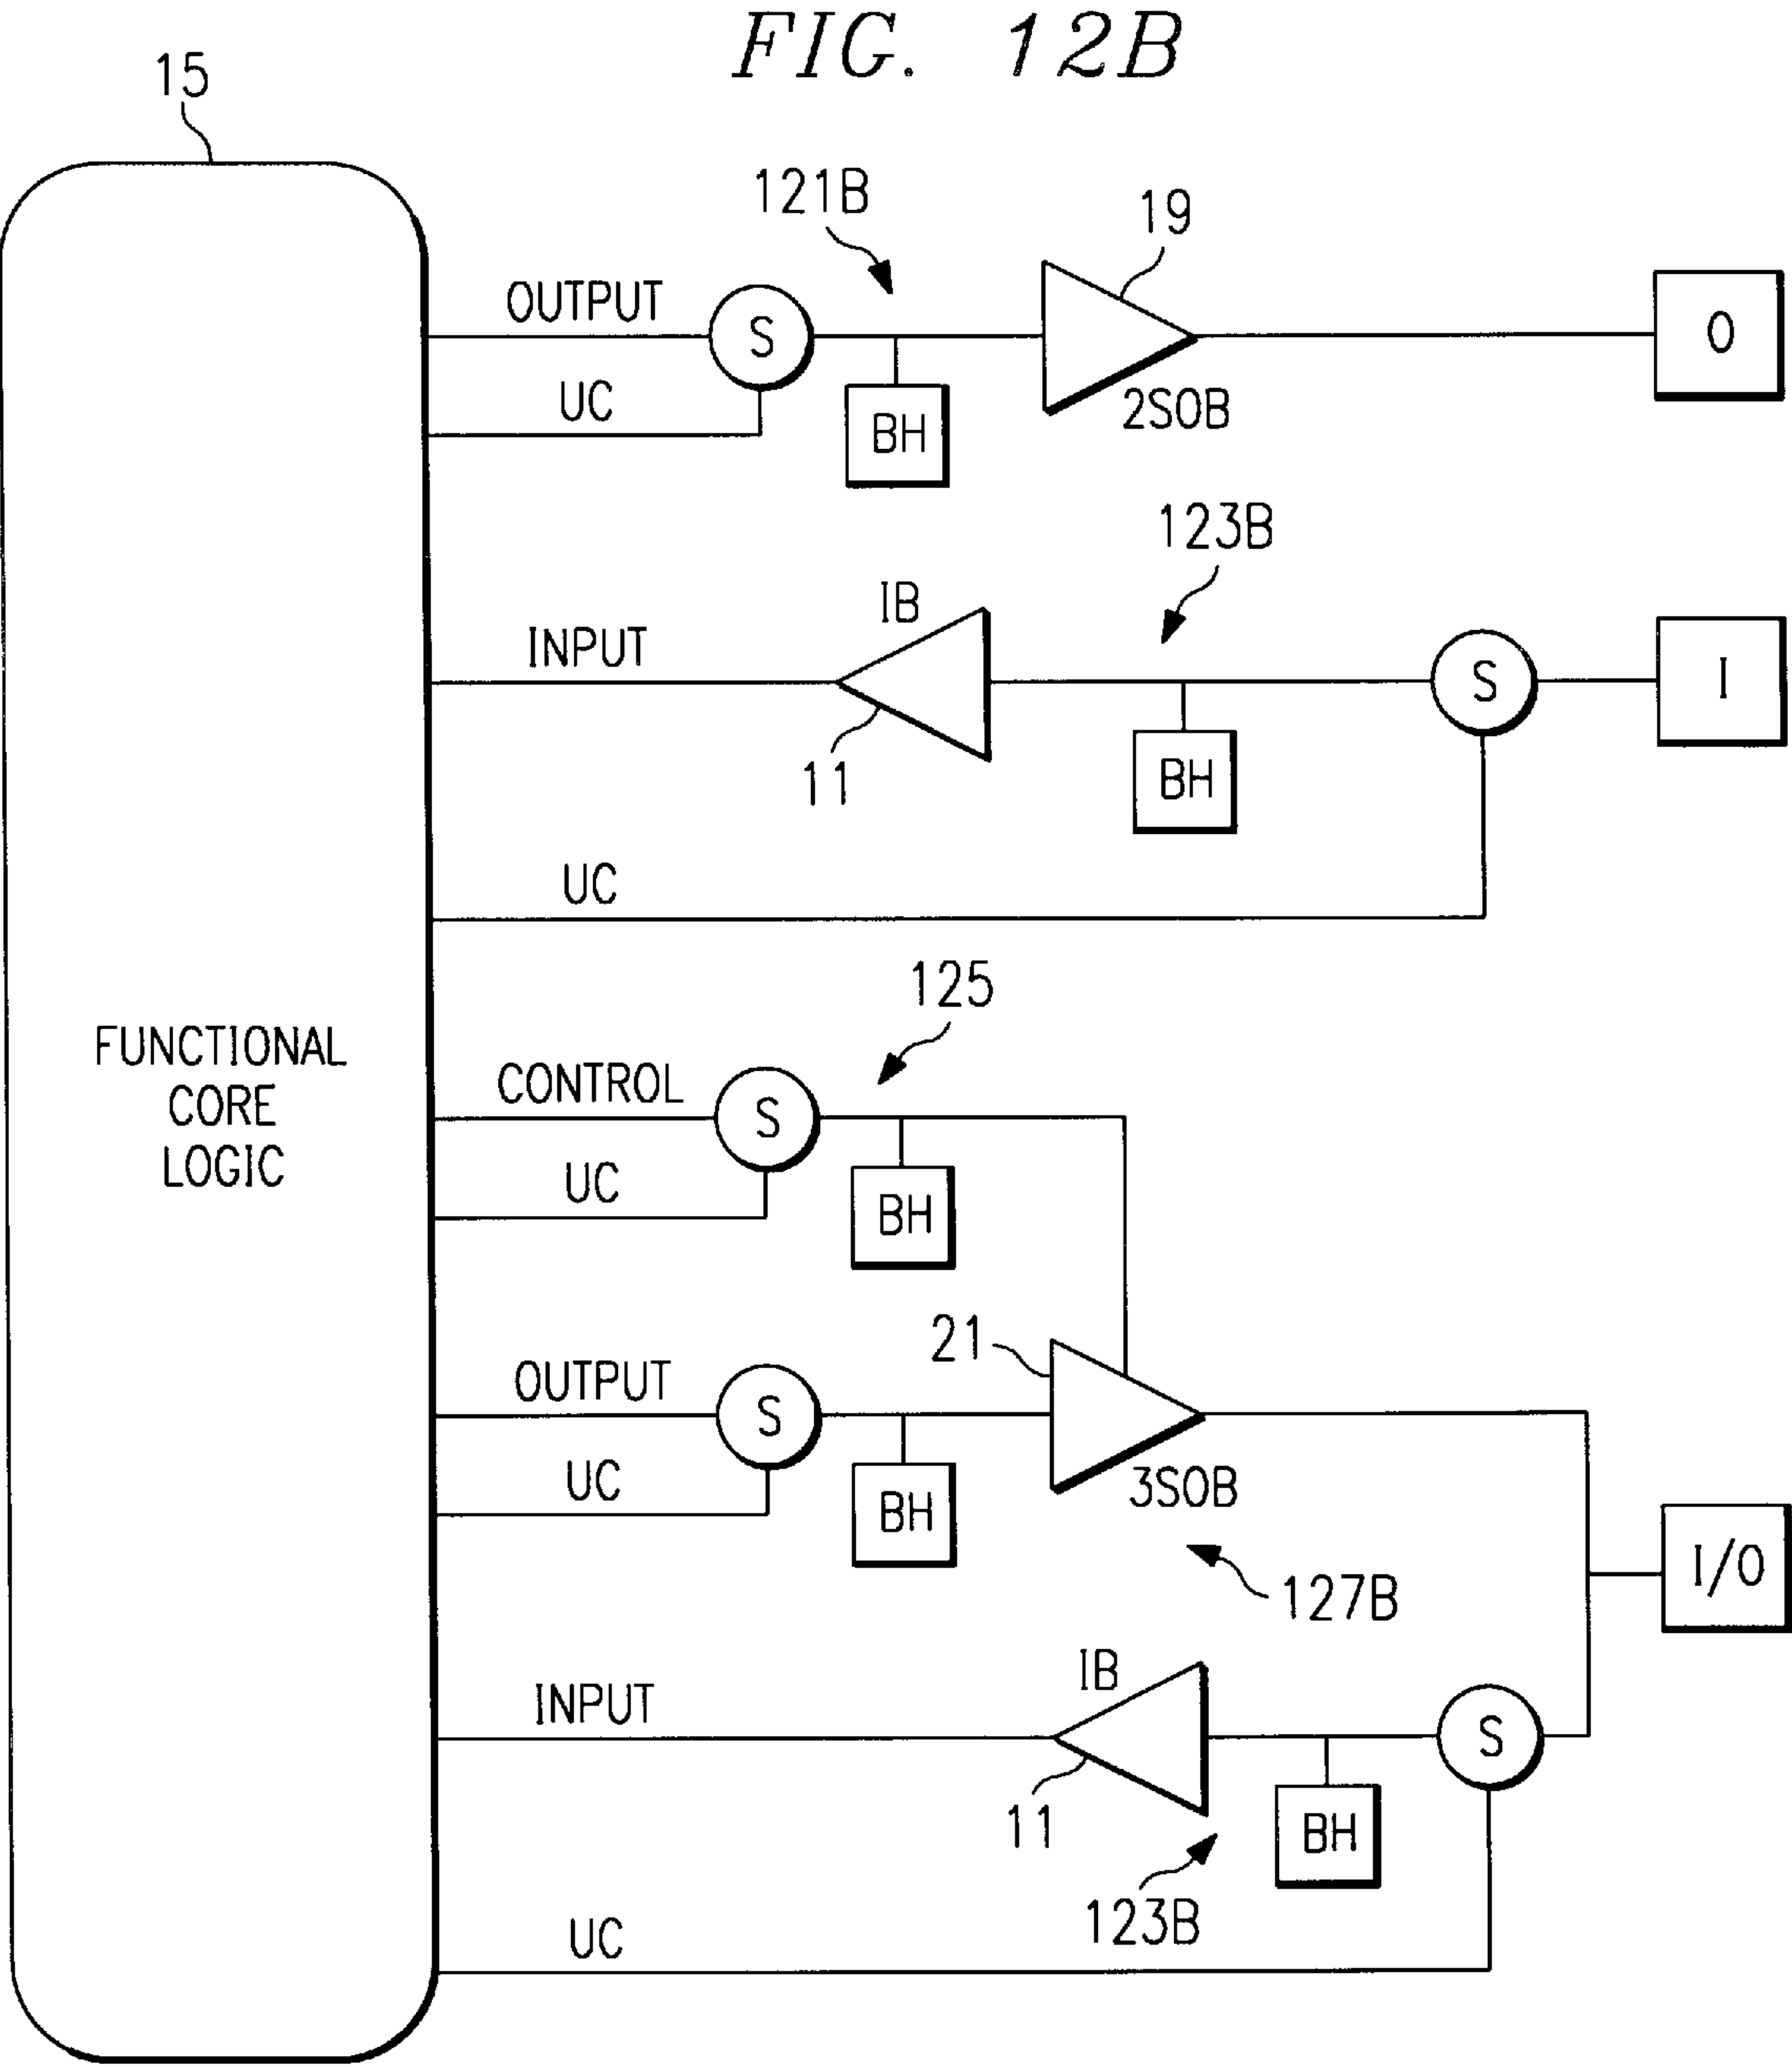 FIG. 12B
15
121B
19
OUTPUT
S
O
UC
BH
2SOB
123B
IB
INPUT
S
I
11
BH
UC
125
FUNCTIONAL
CORE
LOGIC
CONTROL
S
UC
BH
21
OUTPUT
S
UC
BH
3SOB
I/O
127B
IB
INPUT
S
11
BH
123B
UC